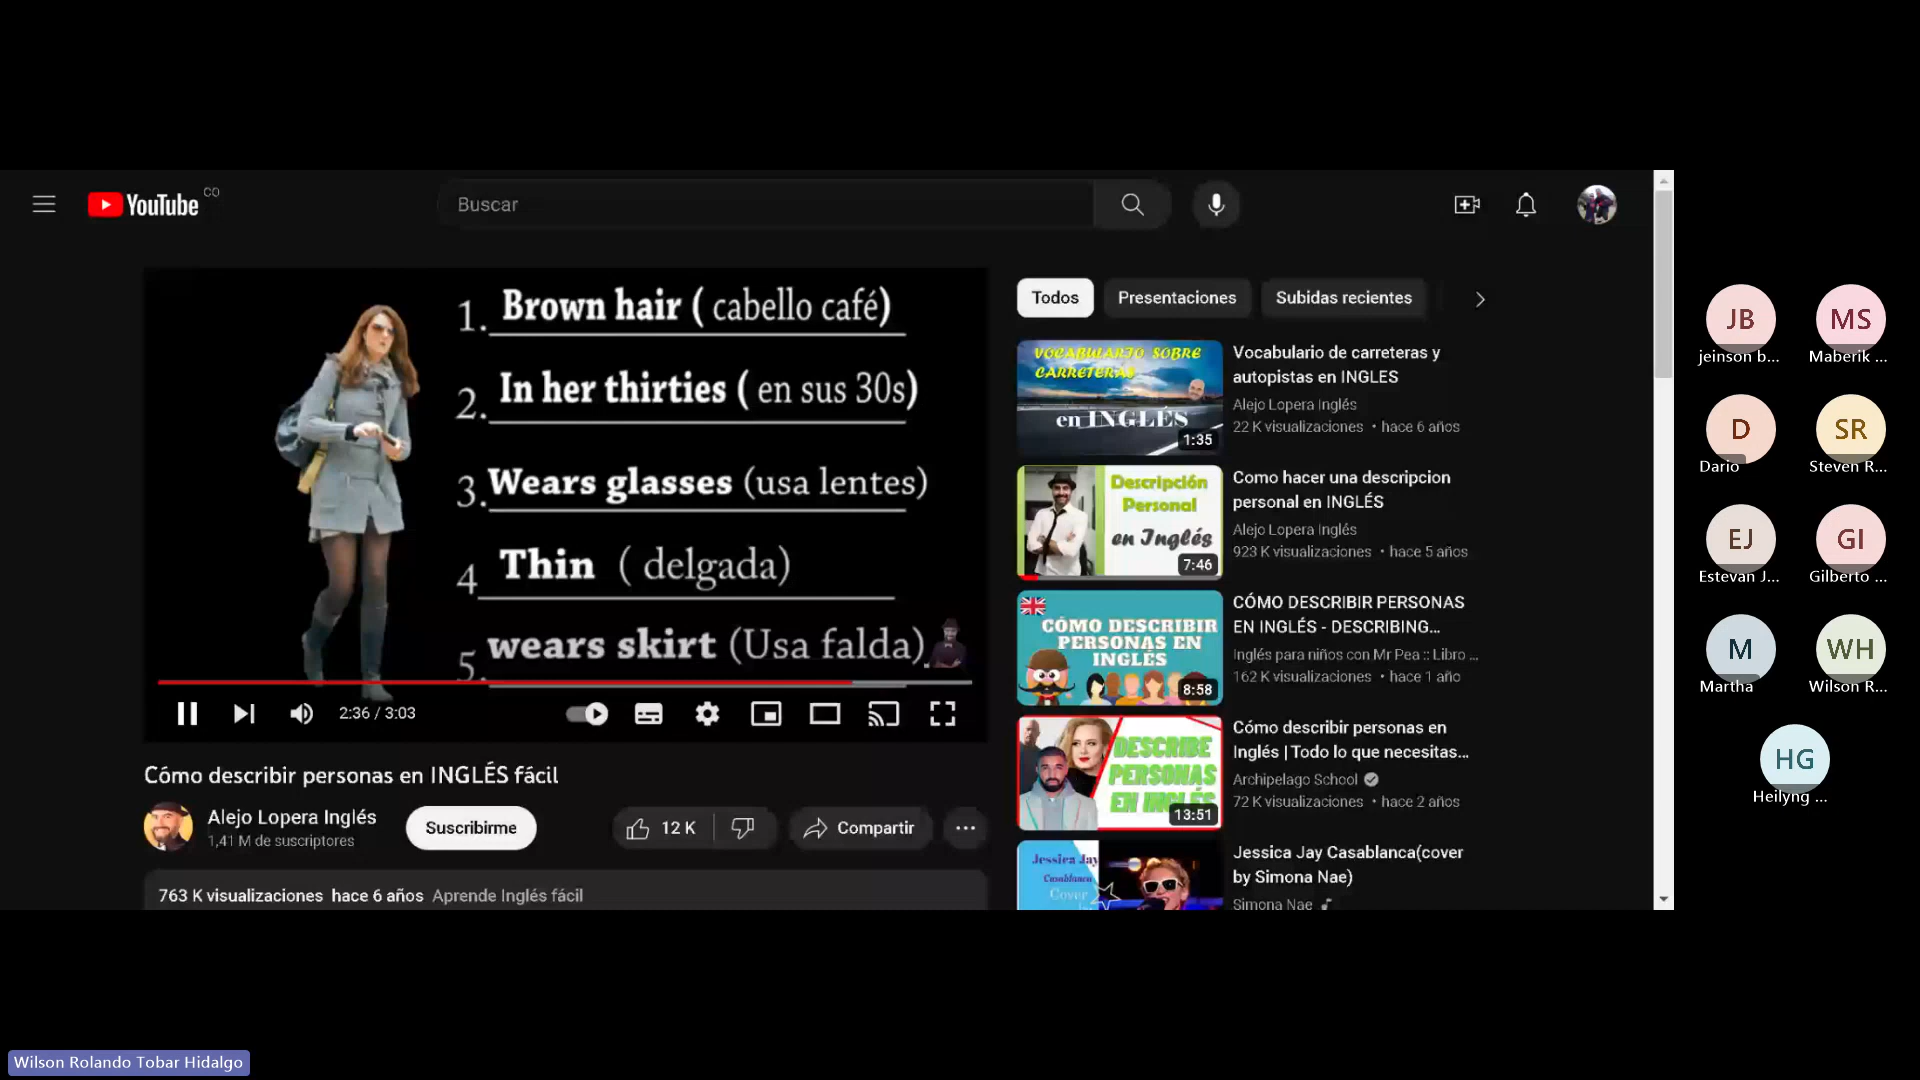 YouTube CO
Buscar
1. Brown hair ( cabello café)
2. In her thirties ( en sus 30s)
3. Wears glasses (usa lentes)
4 Thin ( delgada)
5. wears skirt (Usa falda).
2:36 / 3:03
Cómo describir personas en INGLÉS fácil
Alejo Lopera Inglés
1,41 M de suscriptores
Suscribirme
12 K
Compartir
763 K visualizaciones hace 6 años Aprende Inglés fácil
Todos
Presentaciones
Subidas recientes
VOCABULARIO SOBRE
CARRETERAS
en INGLÉS
1:35
Vocabulario de carreteras y
autopistas en INGLES
Alejo Lopera Inglés
22 K visualizaciones • hace 6 años
Descripción
Personal
en Inglés
7:46
Como hacer una descripcion
personal en INGLÉS
Alejo Lopera Inglés
923 K visualizaciones • hace 5 años
CÓMO DESCRIBIR
PERSONAS EN
INGLÉS
8:58
CÓMO DESCRIBIR PERSONAS
EN INGLÉS - DESCRIBING...
Inglés para niños con Mr Pea :: Libro ...
162 K visualizaciones • hace 1 año
DESCRIBE
PERSONAS
EN INGLÉS
13:51
Cómo describir personas en
Inglés | Todo lo que necesitas...
Archipelago School
72 K visualizaciones • hace 2 años
Jessica Jay
Casablanca
Cover
Jessica Jay Casablanca(cover
by Simona Nae)
Simona Nae
JB
jeinson b...
MS
Maberik ...
D
Dario
SR
Steven R...
EJ
Estevan J...
GI
Gilberto ...
M
Martha
WH
Wilson R...
HG
Heilyng ...
Wilson Rolando Tobar Hidalgo